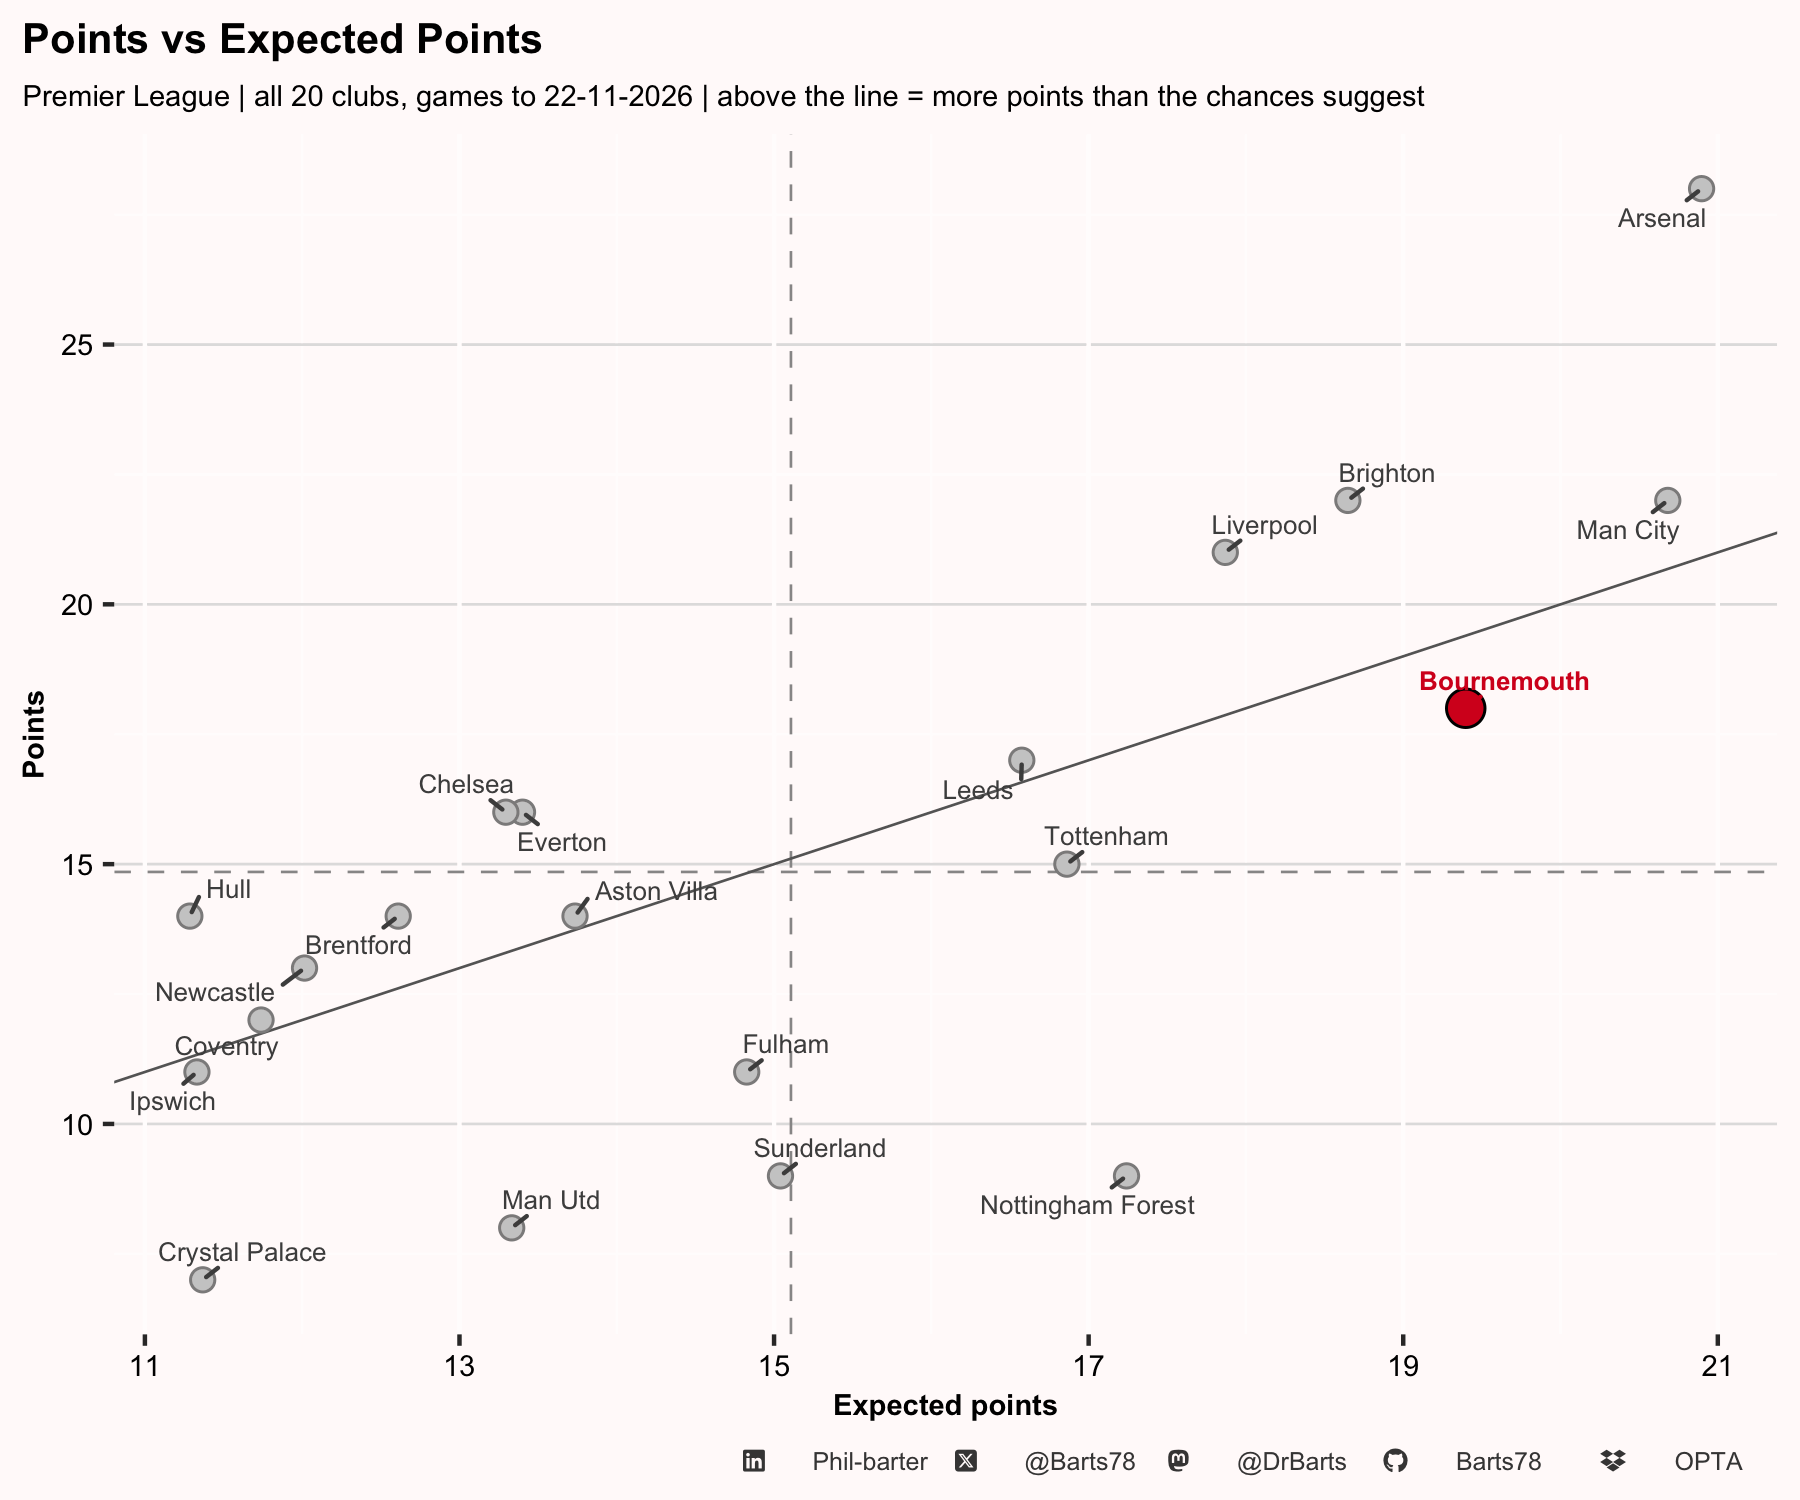 Points vs Expected Points
Premier League | all 20 clubs, games to 22-11-2026 | above the line = more points than the chances suggest
Arsenal
25
Brighton
Liverpool
Man City
20
Bournemouth
Points
Leeds
Chelsea
Everton
Tottenham
15
Hull
Aston Villa
Brentford
Newcastle
Coventry
Fulham
Ipswich
10
Sunderland
Nottingham Forest
Man Utd
Crystal Palace
11 13 15 17 19 21
Expected points
Phil-barter @Barts78 @DrBarts Barts78 OPTA